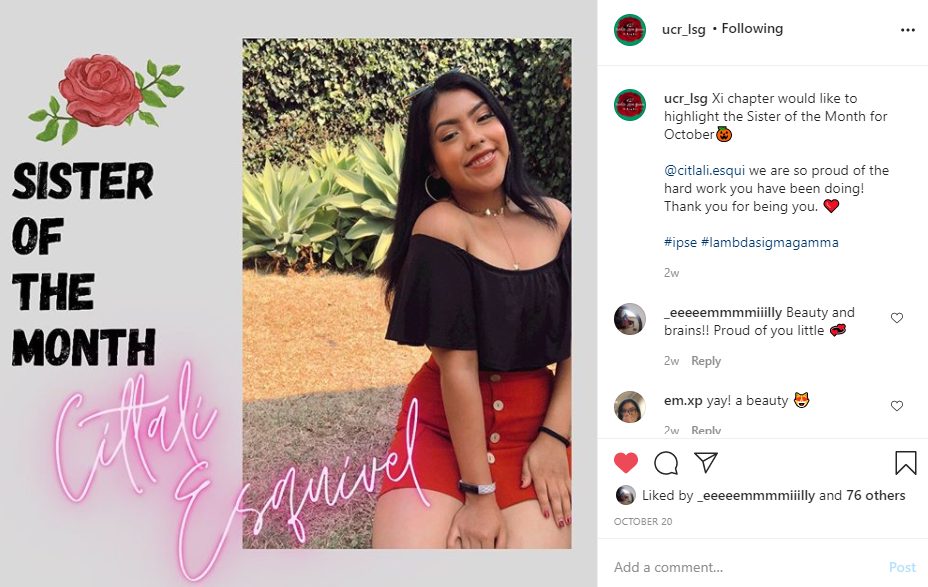 SISTER
OF
THE
MONTH
Citlali
Esquivel
ucr_lsg • Following
ucr_lsg Xi chapter would like to
highlight the Sister of the Month for
October🎃
@citlali.esqui we are so proud of the
hard work you have been doing!
Thank you for being you. ❤️
#ipse #lambdasigmagamma
2w
_eeeeemmmmiiilly Beauty and
brains!! Proud of you little 💞
2w Reply
em.xp yay! a beauty 😻
2w Reply
Liked by _eeeeemmmmiiilly and 76 others
OCTOBER 20
Add a comment... Post